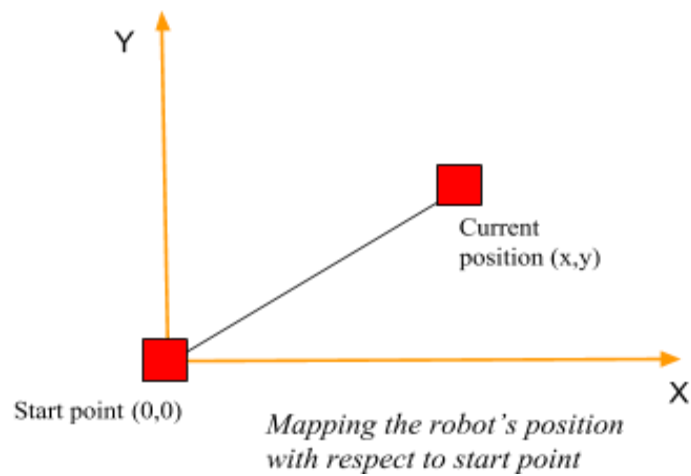 Y
Current
position (x,y)
X
Start point (0,0)
Mapping the robot’s position
with respect to start point